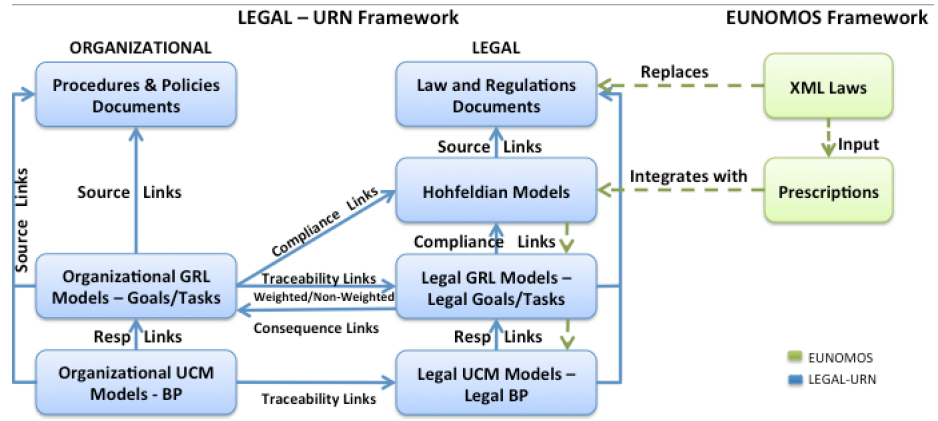 LEGAL – URN Framework
EUNOMOS Framework
ORGANIZATIONAL
LEGAL
Procedures & Policies
Documents
Law and Regulations
Documents
Replaces
XML Laws
Source Links
Input
Source Links
Source Links
Hohfeldian Models
Integrates with
Prescriptions
Compliance Links
Compliance Links
Organizational GRL
Models – Goals/Tasks
Traceability Links
Weighted/Non-Weighted
Consequence Links
Legal GRL Models –
Legal Goals/Tasks
Resp Links
Resp Links
Organizational UCM
Models - BP
Traceability Links
Legal UCM Models –
Legal BP
EUNOMOS
LEGAL-URN